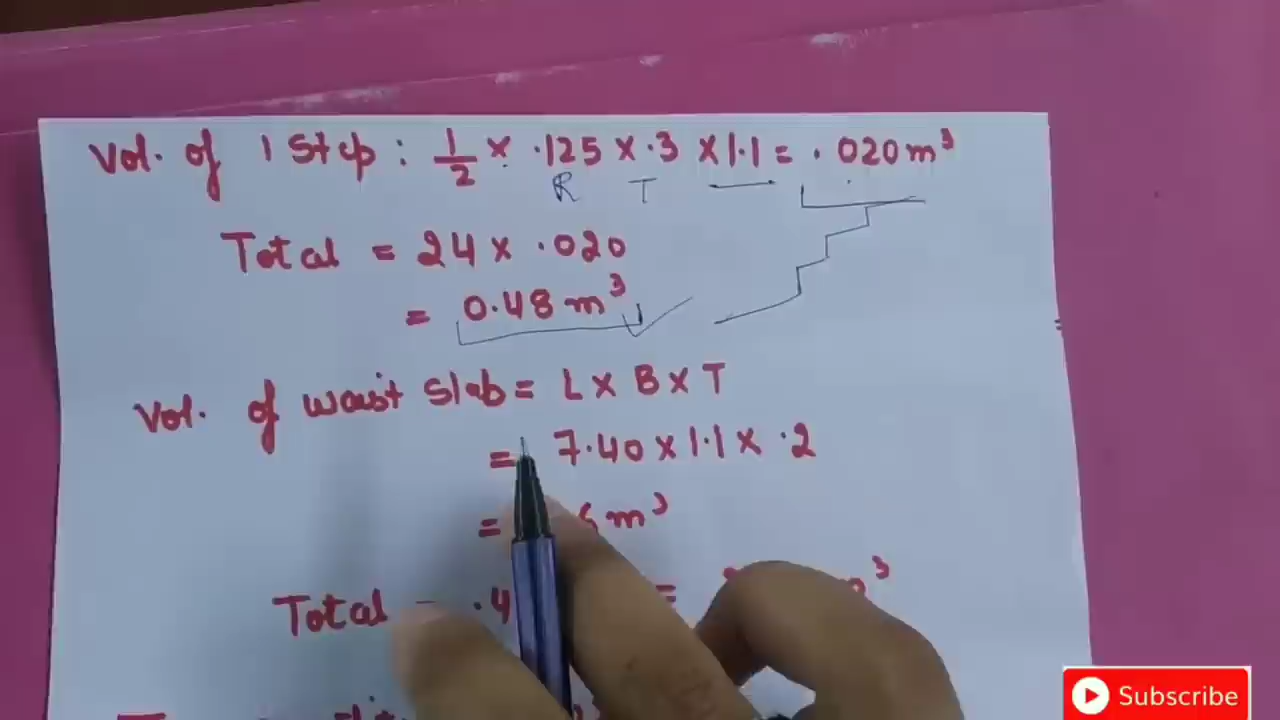 Vol. of 1 Step : 1/2 × .125 × .3 × 1.1 = .020 m³
R T
Total = 24 × .020
= 0.48 m³
Vol. of waist Slab = L × B × T
= 7.40 × 1.1 × .2
= m³
Total = .4 =
Subscribe